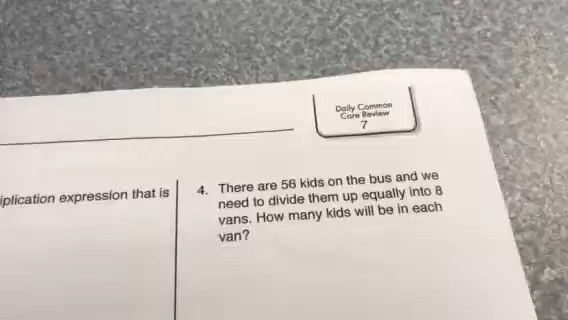 Daily Common
Core Review
7
iplication expression that is
4. There are 56 kids on the bus and we
need to divide them up equally into 8
vans. How many kids will be in each
van?